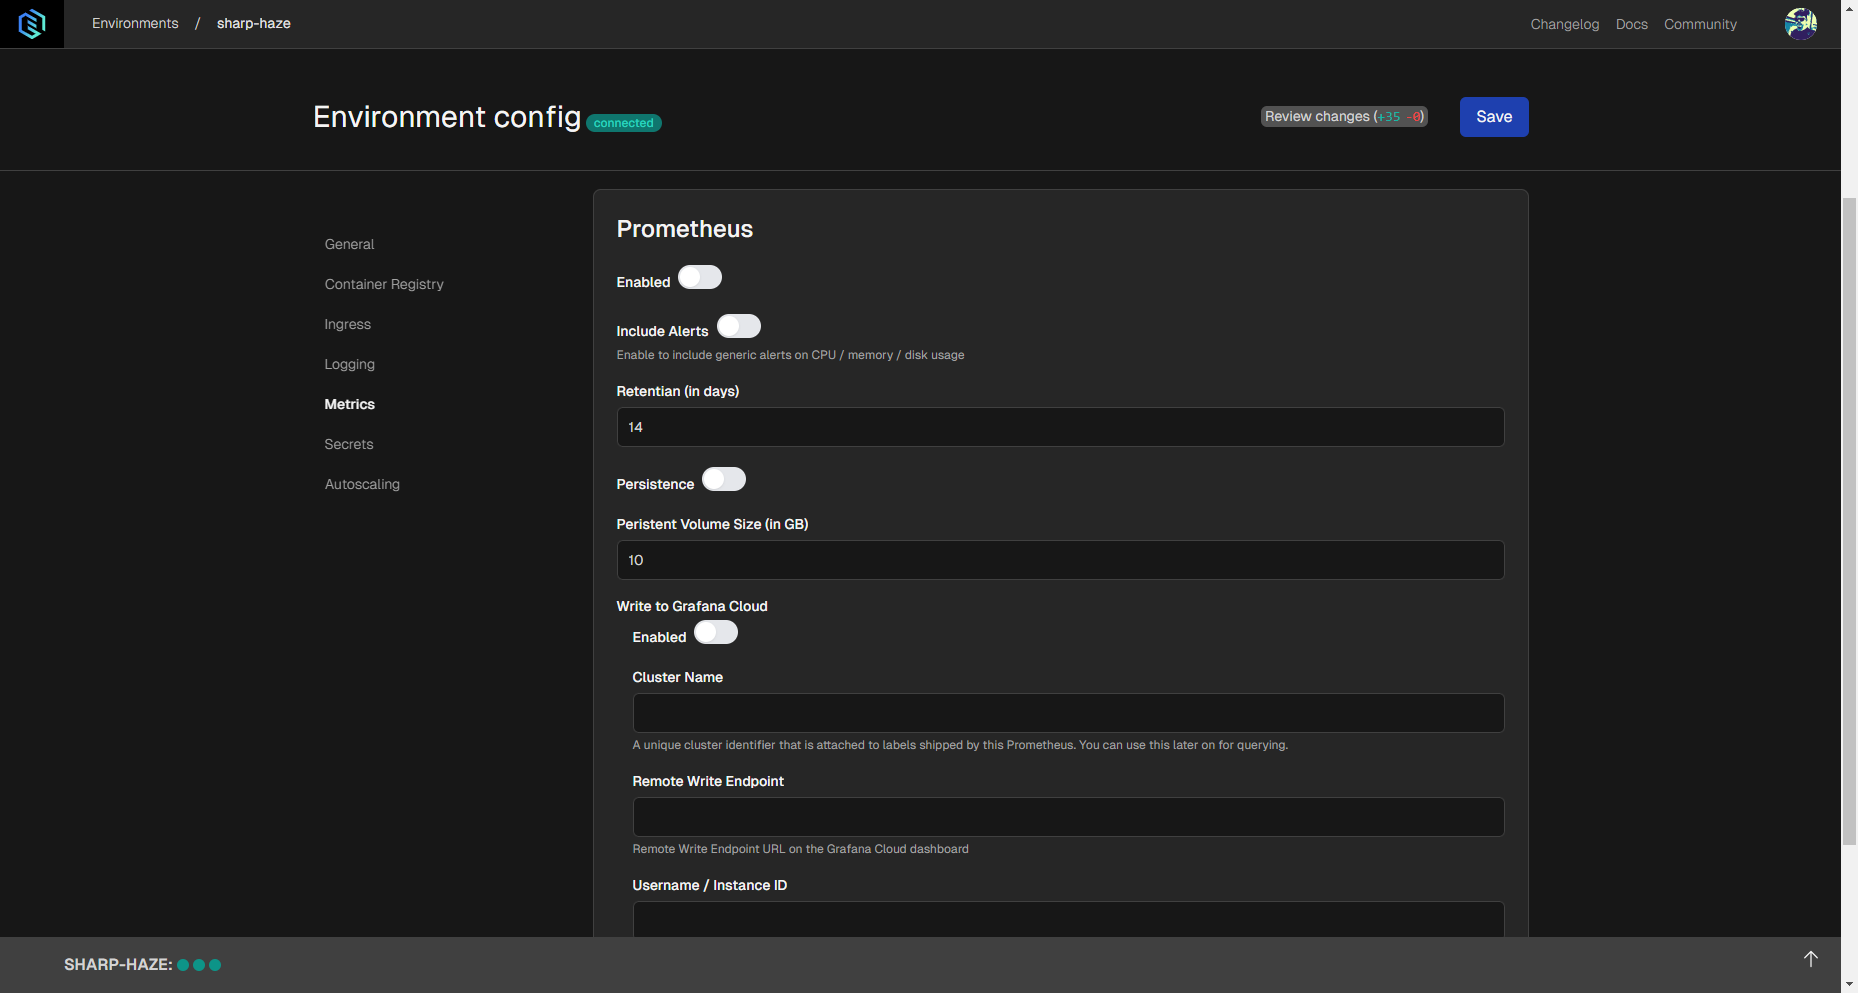 Environments / sharp-haze
Changelog Docs Community
Environment config connected
Review changes (+35 -0)
Save
General
Container Registry
Ingress
Logging
Metrics
Secrets
Autoscaling
Prometheus
Enabled
Include Alerts
Enable to include generic alerts on CPU / memory / disk usage
Retentian (in days)
14
Persistence
Peristent Volume Size (in GB)
10
Write to Grafana Cloud
Enabled
Cluster Name
A unique cluster identifier that is attached to labels shipped by this Prometheus. You can use this later on for querying.
Remote Write Endpoint
Remote Write Endpoint URL on the Grafana Cloud dashboard
Username / Instance ID
SHARP-HAZE: